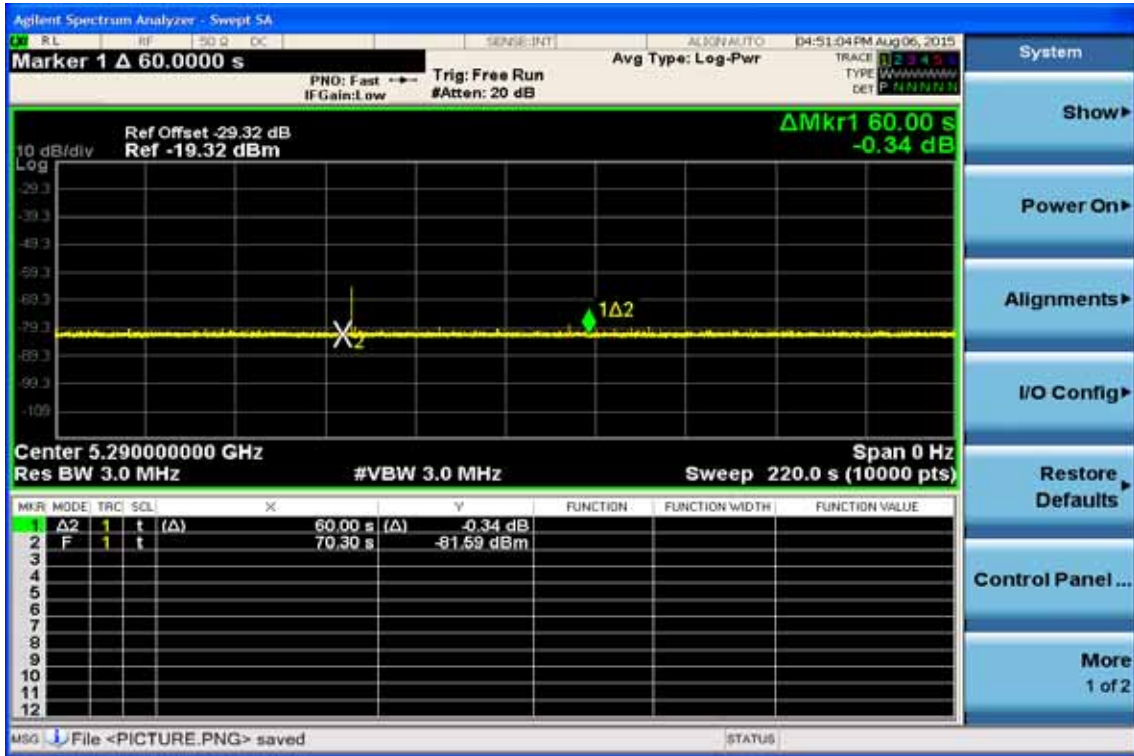 Agilent Spectrum Analyzer - Swept SA
RL RF 50 Ω DC SENSE:INT ALIGN AUTO 04:51:04 PM Aug 06, 2015
Marker 1 Δ 60.0000 s
PNO: Fast
IFGain:Low
Trig: Free Run
#Atten: 20 dB
Avg Type: Log-Pwr
TRACE 1 2 3 4 5 6
TYPE
DET P N N N N N
ΔMkr1 60.00 s
-0.34 dB
Ref Offset -29.32 dB
10 dB/div Ref -19.32 dBm
Log
-29.3
-39.3
-49.3
-59.3
-69.3
-79.3
-89.3
-99.3
-109
1Δ2
2
Center 5.290000000 GHz Span 0 Hz
Res BW 3.0 MHz #VBW 3.0 MHz Sweep 220.0 s (10000 pts)
MKR MODE TRC SCL X Y FUNCTION FUNCTION WIDTH FUNCTION VALUE
1 Δ2 1 t (Δ) 60.00 s (Δ) -0.34 dB
2 F 1 t 70.30 s -81.59 dBm
3
4
5
6
7
8
9
10
11
12
MSG File <PICTURE.PNG> saved STATUS
System
Show
Power On
Alignments
I/O Config
Restore
Defaults
Control Panel ...
More
1 of 2